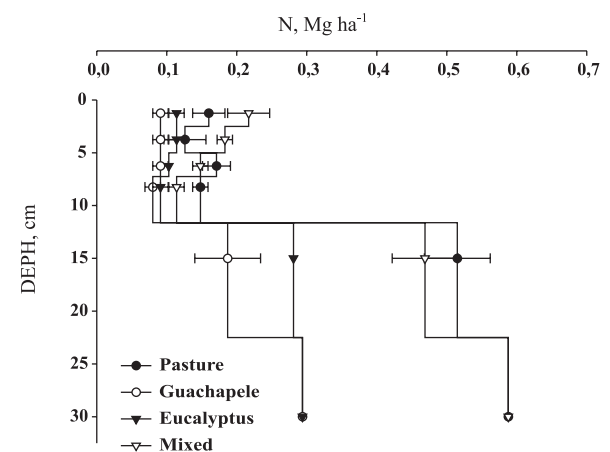 N, Mg ha-1
0,0 0,1 0,2 0,3 0,4 0,5 0,6 0,7
0
5
10
15
20
25
30
DEPH, cm
Pasture
Guachapele
Eucalyptus
Mixed